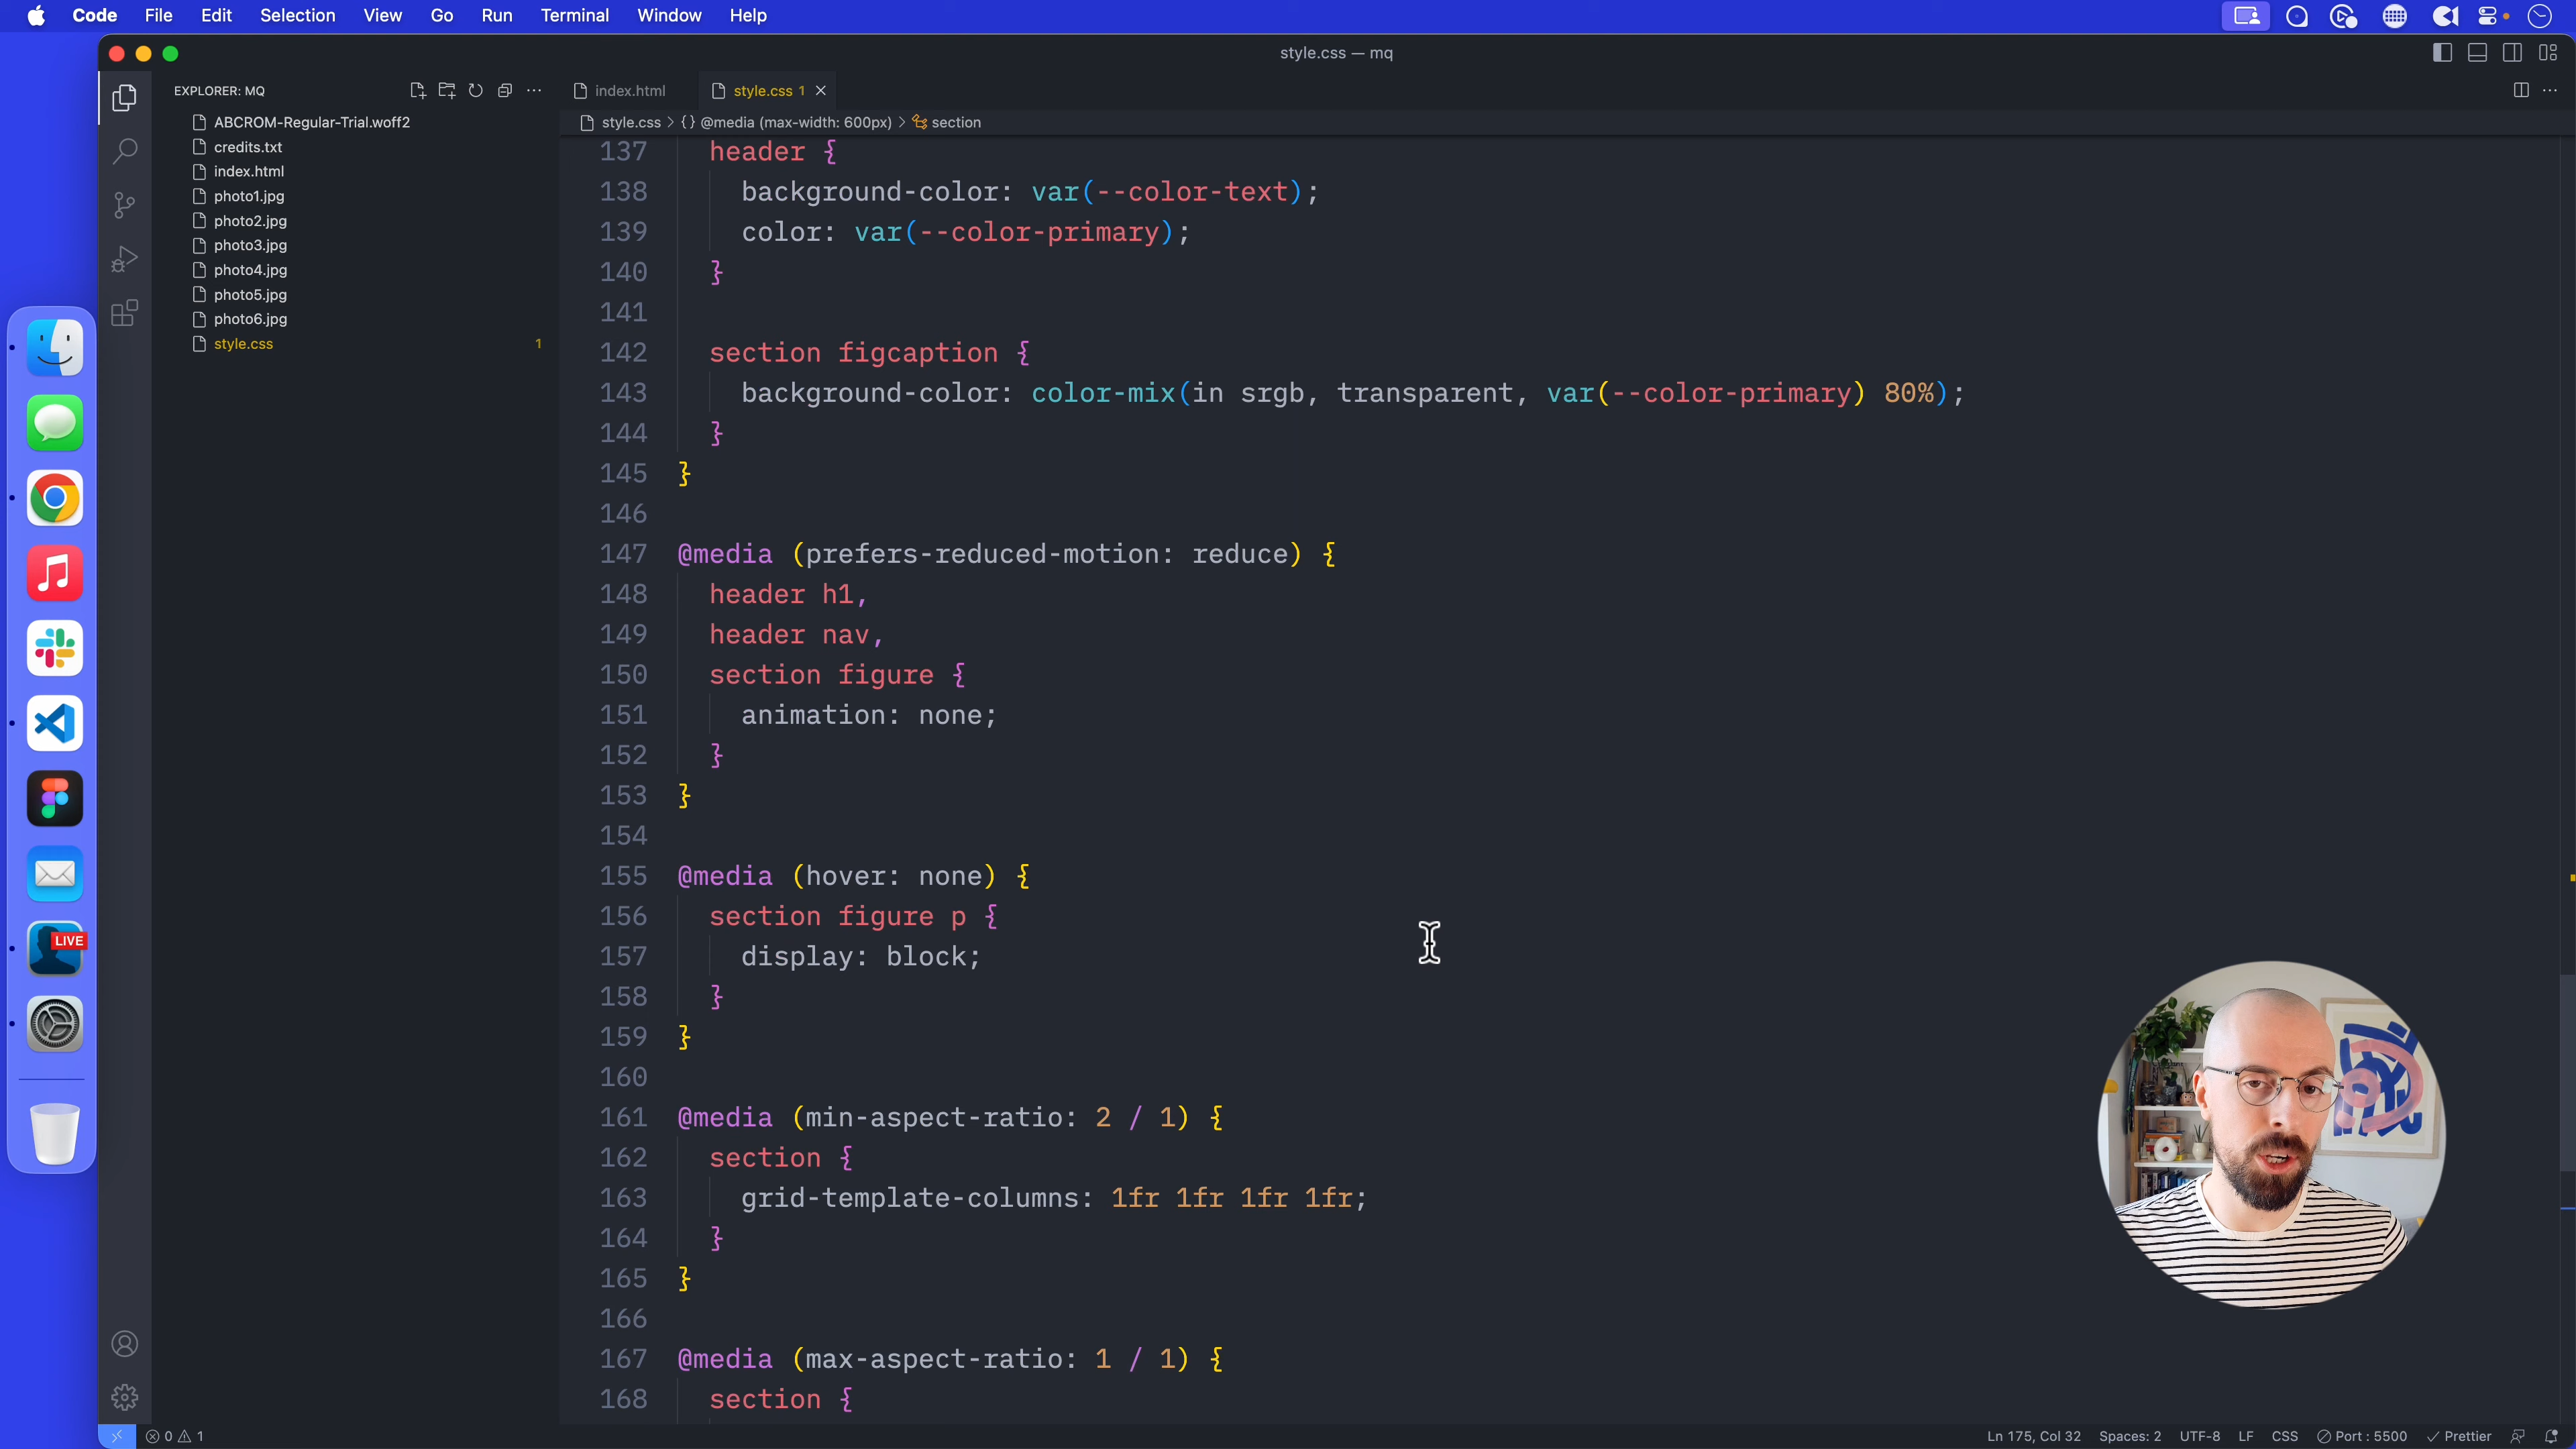 Code File Edit Selection View Go Run Terminal Window Help
style.css — mq
EXPLORER: MQ
index.html
style.css 1
style.css > {} @media (max-width: 600px) > section
ABCROM-Regular-Trial.woff2
credits.txt
index.html
photo1.jpg
photo2.jpg
photo3.jpg
photo4.jpg
photo5.jpg
photo6.jpg
style.css 1
LIVE
137 header {
138 background-color: var(--color-text);
139 color: var(--color-primary);
140 }
141
142 section figcaption {
143 background-color: color-mix(in srgb, transparent, var(--color-primary) 80%);
144 }
145 }
146
147 @media (prefers-reduced-motion: reduce) {
148 header h1,
149 header nav,
150 section figure {
151 animation: none;
152 }
153 }
154
155 @media (hover: none) {
156 section figure p {
157 display: block;
158 }
159 }
160
161 @media (min-aspect-ratio: 2 / 1) {
162 section {
163 grid-template-columns: 1fr 1fr 1fr 1fr;
164 }
165 }
166
167 @media (max-aspect-ratio: 1 / 1) {
168 section {
0 1
Ln 175, Col 32 Spaces: 2 UTF-8 LF CSS Port : 5500 Prettier